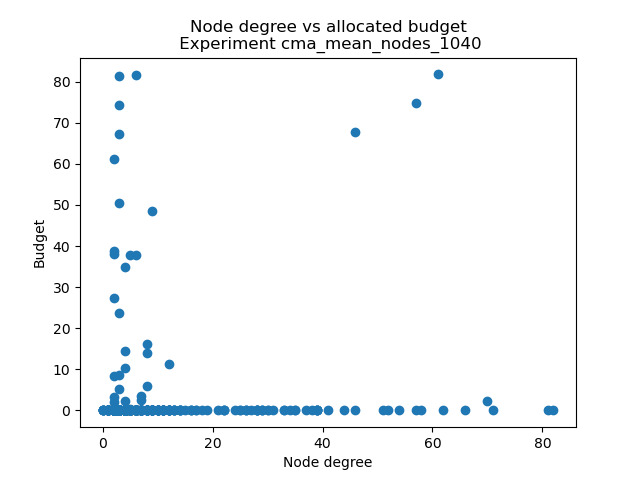 Node degree vs allocated budget
Experiment cma_mean_nodes_1040
80
70
60
50
40
30
20
10
0
Budget
0 20 40 60 80
Node degree